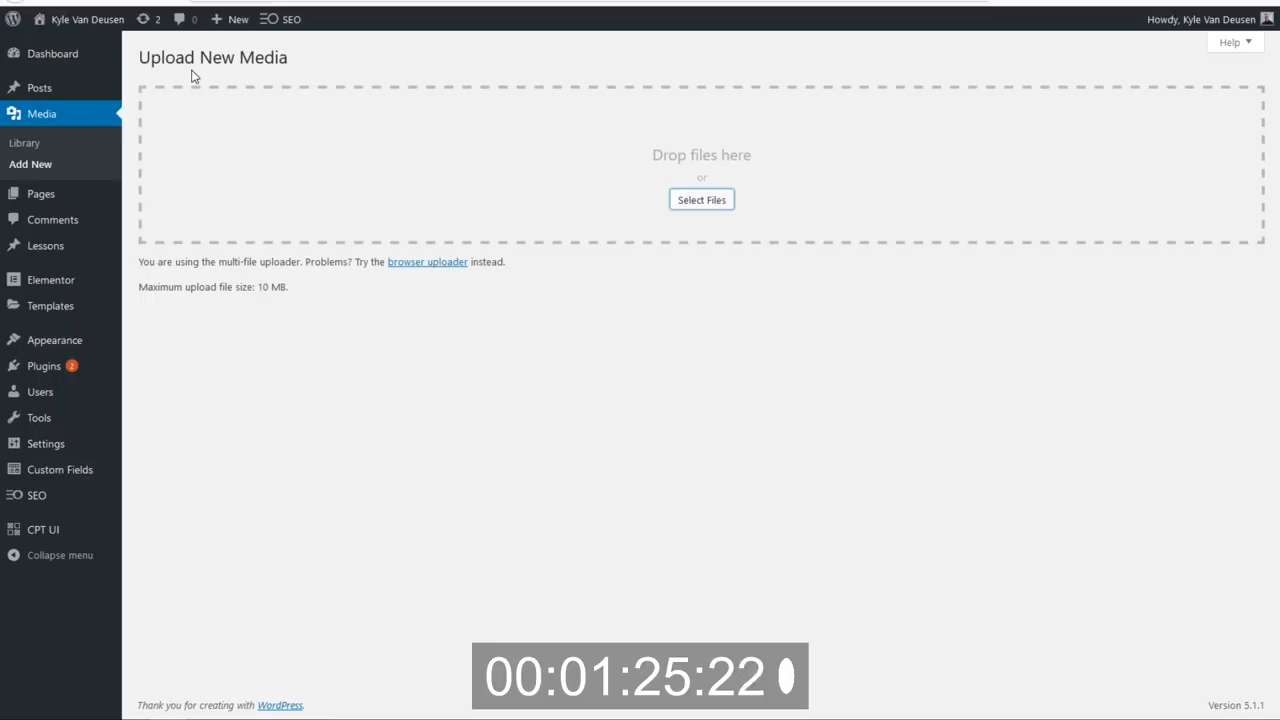 Kyle Van Deusen 2 0 New SEO Howdy, Kyle Van Deusen
Help
Upload New Media
Dashboard
Posts
Media
Library
Add New
Pages
Comments
Lessons
Elementor
Templates
Appearance
Plugins 2
Users
Tools
Settings
Custom Fields
SEO
CPT UI
Collapse menu
Drop files here
or
Select Files
You are using the multi-file uploader. Problems? Try the browser uploader instead.
Maximum upload file size: 10 MB.
00:01:25:22
Thank you for creating with WordPress. Version 5.1.1